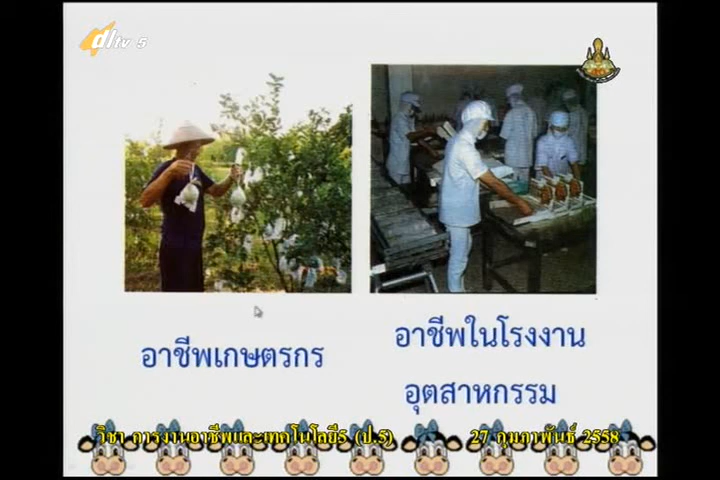 dltv 5
อาชีพเกษตรกร
อาชีพในโรงงาน
อุตสาหกรรม
วิชา การงานอาชีพและเทคโนโลยี5 (ป.5)
27 กุมภาพันธ์ 2558